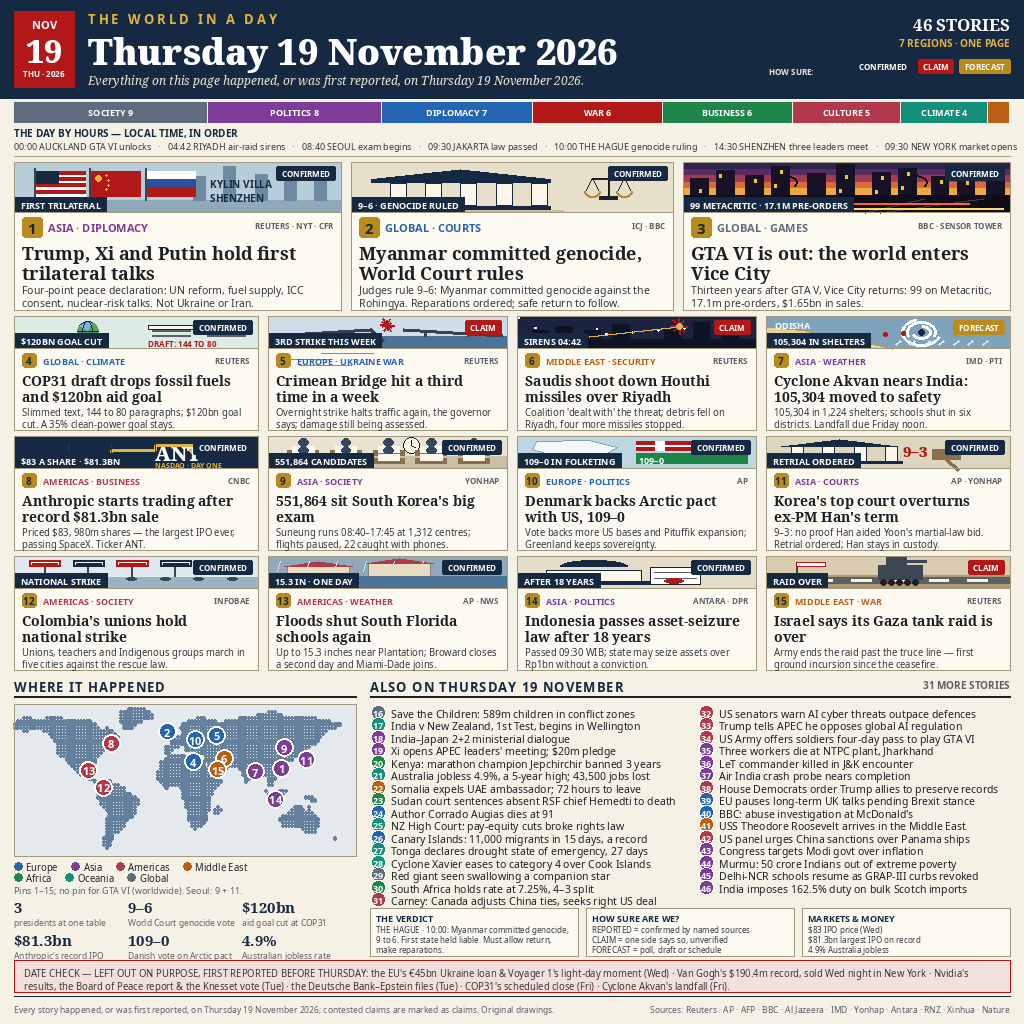 NOV
19
THU · 2026
THE WORLD IN A DAY
Thursday 19 November 2026
Everything on this page happened, or was first reported, on Thursday 19 November 2026.
46 STORIES
7 REGIONS · ONE PAGE
HOW SURE: CONFIRMED CLAIM FORECAST
SOCIETY 9 POLITICS 8 DIPLOMACY 7 WAR 6 BUSINESS 6 CULTURE 5 CLIMATE 4
THE DAY BY HOURS — LOCAL TIME, IN ORDER
00:00 AUCKLAND GTA VI unlocks · 04:42 RIYADH air-raid sirens · 08:40 SEOUL exam begins · 09:30 JAKARTA law passed · 10:00 THE HAGUE genocide ruling · 14:30 SHENZHEN three leaders meet · 09:30 NEW YORK market opens
KYLIN VILLA
SHENZHEN
CONFIRMED
FIRST TRILATERAL
1 ASIA · DIPLOMACY REUTERS · NYT · CFR
Trump, Xi and Putin hold first
trilateral talks
Four-point peace declaration: UN reform, fuel supply, ICC
consent, nuclear-risk talks. Not Ukraine or Iran.
CONFIRMED
9–6 · GENOCIDE RULED
2 GLOBAL · COURTS ICJ · BBC
Myanmar committed genocide,
World Court rules
Judges rule 9–6: Myanmar committed genocide against the
Rohingya. Reparations ordered; safe return to follow.
CONFIRMED
99 METACRITIC · 17.1M PRE-ORDERS
3 GLOBAL · GAMES BBC · SENSOR TOWER
GTA VI is out: the world enters
Vice City
Thirteen years after GTA V, Vice City returns: 99 on Metacritic,
17.1m pre-orders, $1.65bn in sales.
CONFIRMED
$120BN GOAL CUT
DRAFT: 144 TO 80
4 GLOBAL · CLIMATE REUTERS
COP31 draft drops fossil fuels
and $120bn aid goal
Slimmed text, 144 to 80 paragraphs; $120bn goal
cut. A 35% clean-power goal stays.
CLAIM
3RD STRIKE THIS WEEK
5 EUROPE · UKRAINE WAR REUTERS
Crimean Bridge hit a third
time in a week
Overnight strike halts traffic again, the governor
says; damage still being assessed.
CLAIM
SIRENS 04:42
6 MIDDLE EAST · SECURITY REUTERS
Saudis shoot down Houthi
missiles over Riyadh
Coalition 'dealt with' the threat; debris fell on
Riyadh, four more missiles stopped.
ODISHA
FORECAST
105,304 IN SHELTERS
7 ASIA · WEATHER IMD · PTI
Cyclone Akvan nears India:
105,304 moved to safety
105,304 in 1,224 shelters; schools shut in six
districts. Landfall due Friday noon.
CONFIRMED
$83 A SHARE · $81.3BN
NASDAQ · DAY ONE
8 AMERICAS · BUSINESS CNBC
Anthropic starts trading after
record $81.3bn sale
Priced $83, 980m shares — the largest IPO ever,
passing SpaceX. Ticker ANT.
CONFIRMED
551,864 CANDIDATES
9 ASIA · SOCIETY YONHAP
551,864 sit South Korea's big
exam
Suneung runs 08:40–17:45 at 1,312 centres;
flights paused, 22 caught with phones.
CONFIRMED
109–0 IN FOLKETING
109–0
10 EUROPE · POLITICS AP
Denmark backs Arctic pact
with US, 109–0
Vote backs more US bases and Pituffik expansion;
Greenland keeps sovereignty.
9–3
CONFIRMED
RETRIAL ORDERED
11 ASIA · COURTS AP · YONHAP
Korea's top court overturns
ex-PM Han's term
9–3: no proof Han aided Yoon's martial-law bid.
Retrial ordered; Han stays in custody.
CONFIRMED
NATIONAL STRIKE
12 AMERICAS · SOCIETY INFOBAE
Colombia's unions hold
national strike
Unions, teachers and Indigenous groups march in
five cities against the rescue law.
CONFIRMED
15.3 IN · ONE DAY
13 AMERICAS · WEATHER AP · NWS
Floods shut South Florida
schools again
Up to 15.3 inches near Plantation; Broward closes
a second day and Miami-Dade joins.
CONFIRMED
AFTER 18 YEARS
14 ASIA · POLITICS ANTARA · DPR
Indonesia passes asset-seizure
law after 18 years
Passed 09:30 WIB; state may seize assets over
Rp1bn without a conviction.
CLAIM
RAID OVER
15 MIDDLE EAST · WAR REUTERS
Israel says its Gaza tank raid is
over
Army ends the raid past the truce line — first
ground incursion since the ceasefire.
WHERE IT HAPPENED
2 10 5 8 4 6 15 9 11 7 1 13 12 14
Europe Asia Americas Middle East
Africa Oceania Global
Pins 1–15; no pin for GTA VI (worldwide). Seoul: 9 + 11.
3 9–6 $120bn
presidents at one table World Court genocide vote aid goal cut at COP31
$81.3bn 109–0 4.9%
Anthropic's record IPO Danish vote on Arctic pact Australian jobless rate
ALSO ON THURSDAY 19 NOVEMBER
31 MORE STORIES
16 Save the Children: 589m children in conflict zones
17 India v New Zealand, 1st Test, begins in Wellington
18 India–Japan 2+2 ministerial dialogue
19 Xi opens APEC leaders' meeting; $20m pledge
20 Kenya: marathon champion Jepchirchir banned 3 years
21 Australia jobless 4.9%, a 5-year high; 43,500 jobs lost
22 Somalia expels UAE ambassador; 72 hours to leave
23 Sudan court sentences absent RSF chief Hemedti to death
24 Author Corrado Augias dies at 91
25 NZ High Court: pay-equity cuts broke rights law
26 Canary Islands: 11,000 migrants in 15 days, a record
27 Tonga declares drought state of emergency, 27 days
28 Cyclone Xavier eases to category 4 over Cook Islands
29 Red giant seen swallowing a companion star
30 South Africa holds rate at 7.25%, 4–3 split
31 Carney: Canada adjusts China ties, seeks right US deal
32 US senators warn AI cyber threats outpace defences
33 Trump tells APEC he opposes global AI regulation
34 US Army offers soldiers four-day pass to play GTA VI
35 Three workers die at NTPC plant, Jharkhand
36 LeT commander killed in J&K encounter
37 Air India crash probe nears completion
38 House Democrats order Trump allies to preserve records
39 EU pauses long-term UK talks pending Brexit stance
40 BBC: abuse investigation at McDonald's
41 USS Theodore Roosevelt arrives in the Middle East
42 US panel urges China sanctions over Panama ships
43 Congress targets Modi govt over inflation
44 Murmu: 50 crore Indians out of extreme poverty
45 Delhi-NCR schools resume as GRAP-III curbs revoked
46 India imposes 162.5% duty on bulk Scotch imports
THE VERDICT
THE HAGUE · 10:00: Myanmar committed genocide,
9 to 6. First state held liable. Must allow return,
make reparations.
HOW SURE ARE WE?
REPORTED = confirmed by named sources
CLAIM = one side says so, unverified
FORECAST = poll, draft or schedule
MARKETS & MONEY
$83 IPO price (Wed)
$81.3bn largest IPO on record
4.9% Australia jobless
DATE CHECK — LEFT OUT ON PURPOSE, FIRST REPORTED BEFORE THURSDAY: the EU's €45bn Ukraine loan & Voyager 1's light-day moment (Wed) · Van Gogh's $190.4m record, sold Wed night in New York · Nvidia's
results, the Board of Peace report & the Knesset vote (Tue) · the Deutsche Bank–Epstein files (Tue) · COP31's scheduled close (Fri) · Cyclone Akvan's landfall (Fri).
Every story happened, or was first reported, on Thursday 19 November 2026; contested claims are marked as claims. Original drawings.
Sources: Reuters · AP · AFP · BBC · Al Jazeera · IMD · Yonhap · Antara · RNZ · Xinhua · Nature